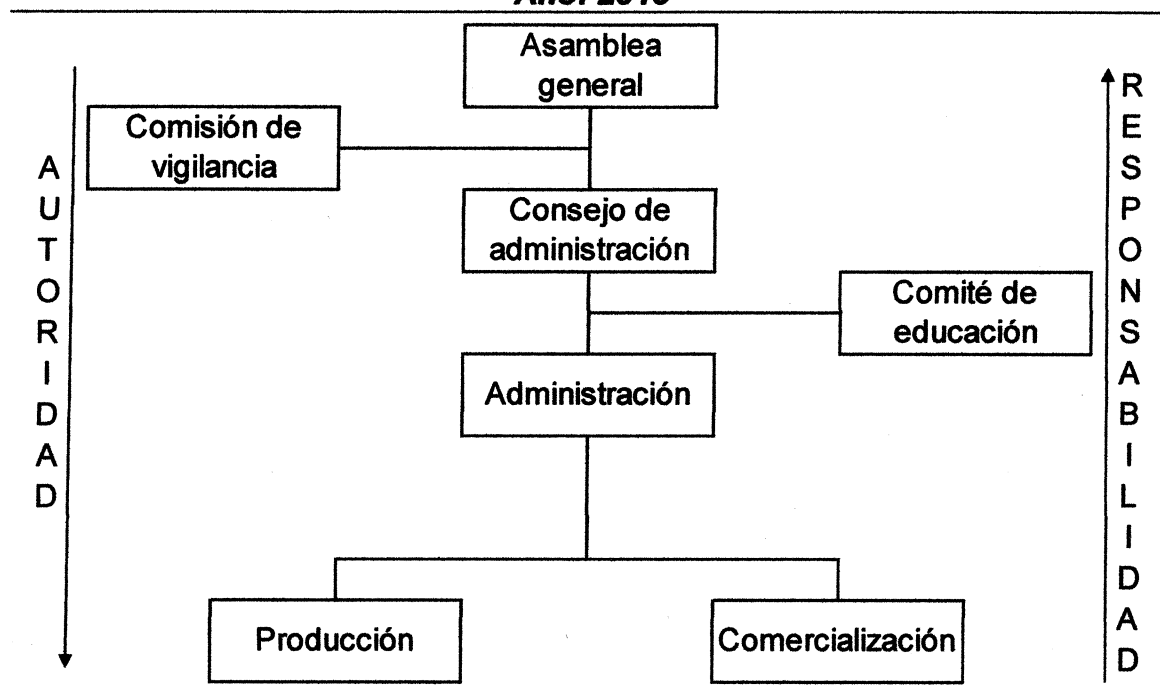 Asamblea
general
Comisión de
vigilancia
Consejo de
administración
Comité de
educación
Administración
Producción
Comercialización
AUTORIDAD
RESPONSABILIDAD